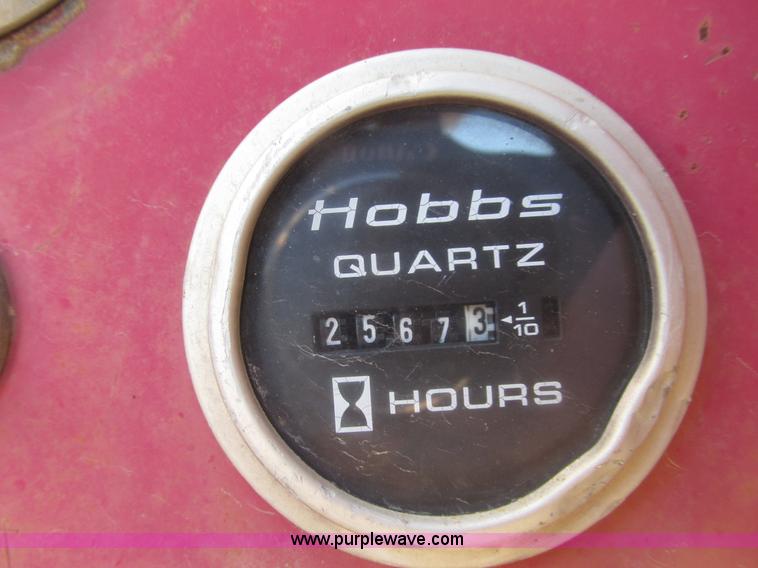 Hobbs
QUARTZ
25673 ◄ 1/10
HOURS
www.purplewave.com